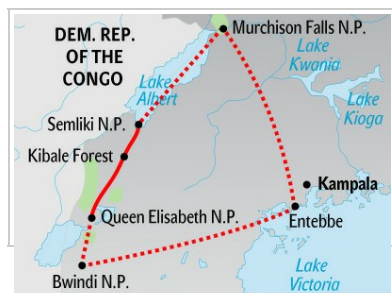 Murchison Falls N.P.
DEM. REP.
OF THE
CONGO
Lake
Kwania
Lake
Albert
Lake
Kioga
Semliki N.P.
Kibale Forest
Kampala
Queen Elisabeth N.P.
Entebbe
Bwindi N.P.
Lake
Victoria